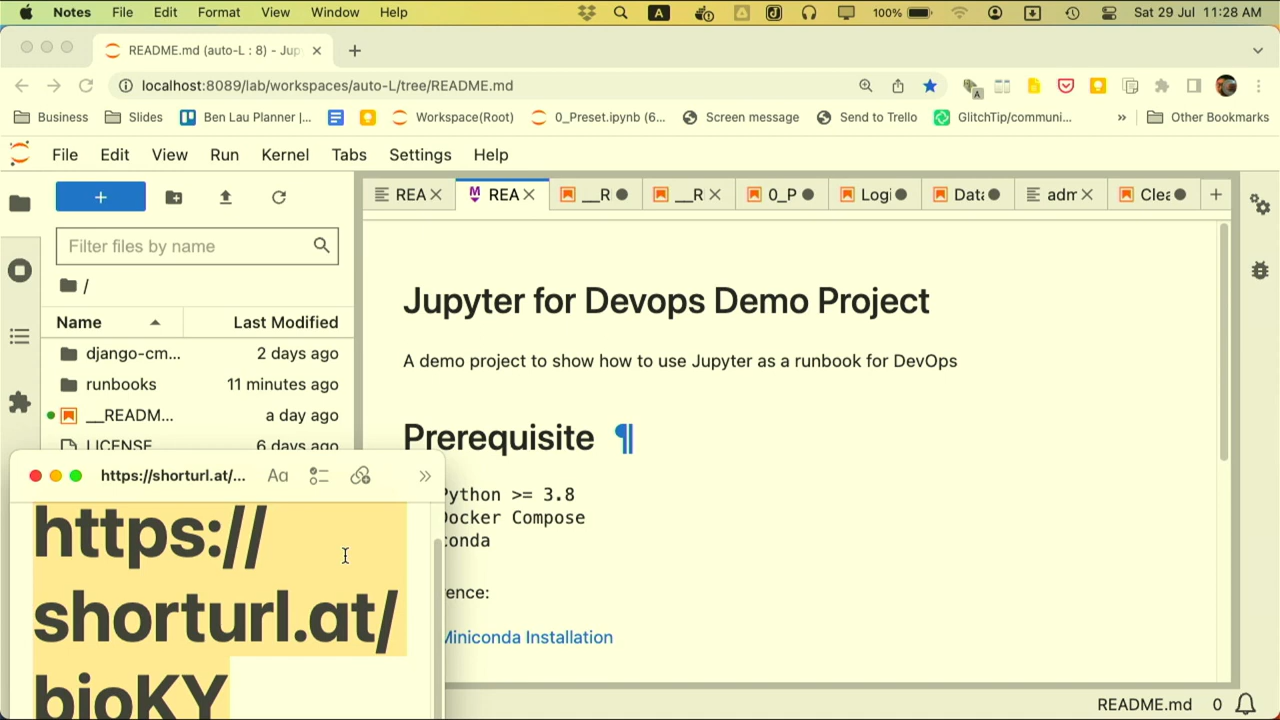 Notes File Edit Format View Window Help A 100% Sat 29 Jul 11:28 AM
README.md (auto-L : 8) - Jup
localhost:8089/lab/workspaces/auto-L/tree/README.md
Business Slides Ben Lau Planner |... Workspace(Root) 0_Preset.ipynb (6... Screen message Send to Trello GlitchTip/communi... » Other Bookmarks
File Edit View Run Kernel Tabs Settings Help
+ REA REA __R __R 0_P Logi Data adm Clea +
Filter files by name
/
Name Last Modified
django-cm... 2 days ago
runbooks 11 minutes ago
__READM... a day ago
LICENSE 6 days ago
Jupyter for Devops Demo Project
A demo project to show how to use Jupyter as a runbook for DevOps
Prerequisite ¶
Python >= 3.8
Docker Compose
onda
ence:
Miniconda Installation
https://shorturl.at/... Aa »
https://
shorturl.at/
bioKY
README.md 0